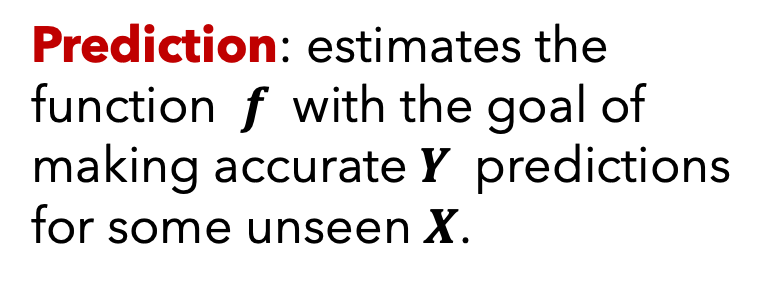 Prediction: estimates the
function f with the goal of
making accurate Y predictions
for some unseen X.